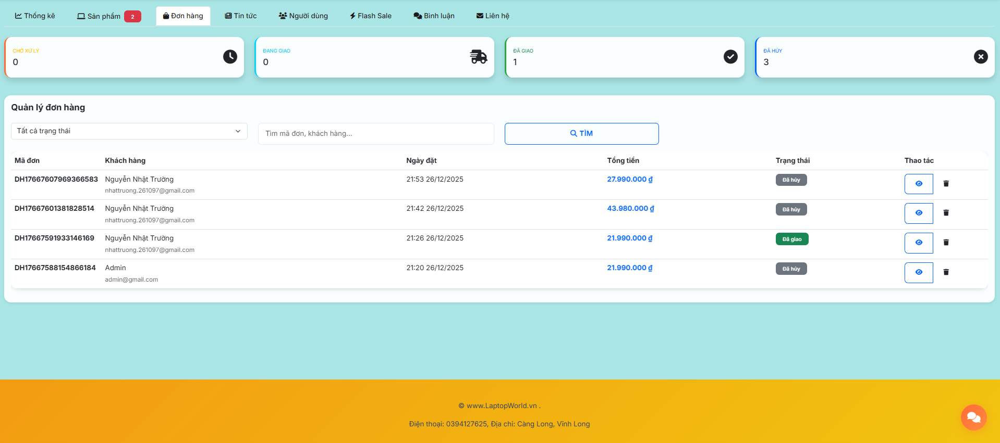 Thống kê
Sản phẩm 2
Đơn hàng
Tin tức
Người dùng
Flash Sale
Bình luận
Liên hệ
CHỜ XỬ LÝ
0
ĐANG GIAO
0
ĐÃ GIAO
1
ĐÃ HỦY
3
Quản lý đơn hàng
Tất cả trạng thái
Tìm mã đơn, khách hàng...
TÌM
Mã đơn Khách hàng Ngày đặt Tổng tiền Trạng thái Thao tác
DH17667607969366583 Nguyễn Nhật Trường 21:53 26/12/2025 27.990.000 ₫ Đã hủy
nhattruong.261097@gmail.com
DH17667601381828514 Nguyễn Nhật Trường 21:42 26/12/2025 43.980.000 ₫ Đã hủy
nhattruong.261097@gmail.com
DH17667591933146169 Nguyễn Nhật Trường 21:26 26/12/2025 21.990.000 ₫ Đã giao
nhattruong.261097@gmail.com
DH17667588154866184 Admin 21:20 26/12/2025 21.990.000 ₫ Đã hủy
admin@gmail.com
© www.LaptopWorld.vn .
Điện thoại: 0394127625, Địa chỉ: Càng Long, Vĩnh Long